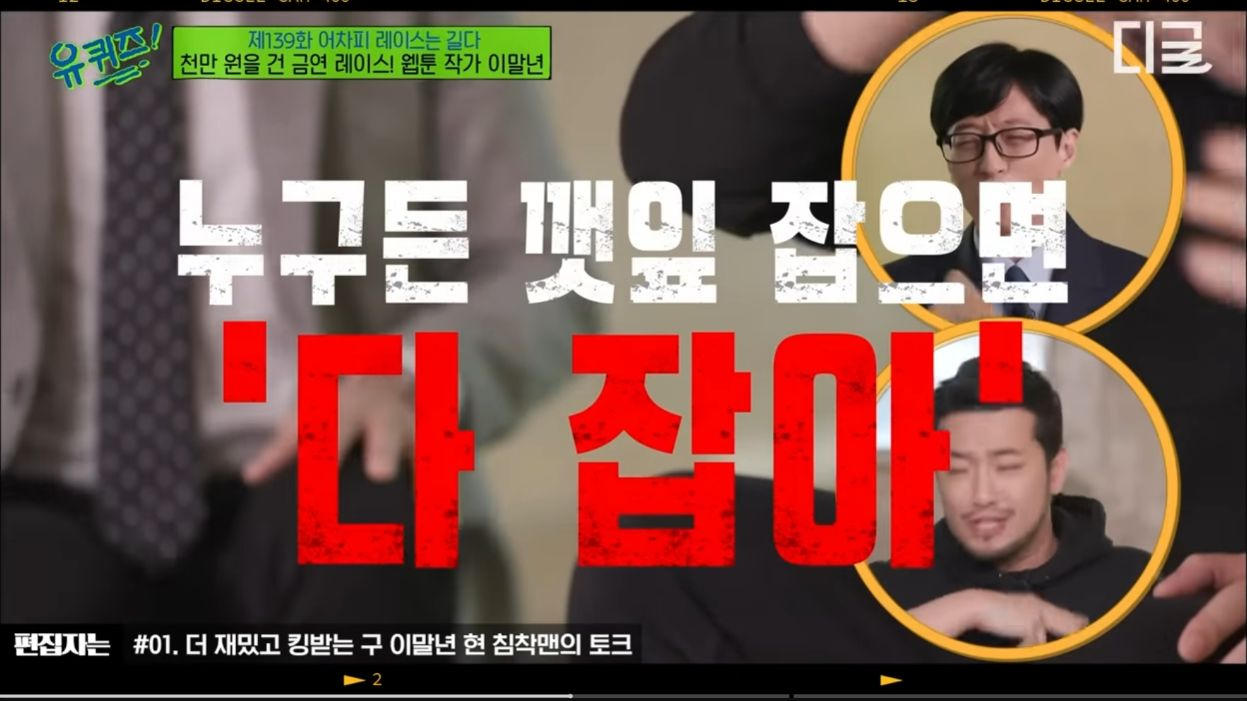 유퀴즈!
제139화 어차피 레이스는 길다
천만 원을 건 금연 레이스! 웹툰 작가 이말년
디글
누구든 깻잎 잡으면
'다 잡아'
편집자는
#01. 더 재밌고 킹받는 구 이말년 현 침착맨의 토크
2